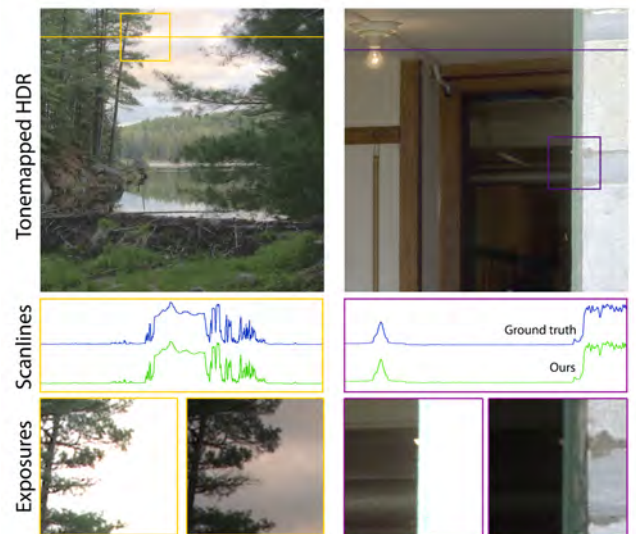 Tonemapped HDR
Scanlines
Ground truth
Ours
Exposures